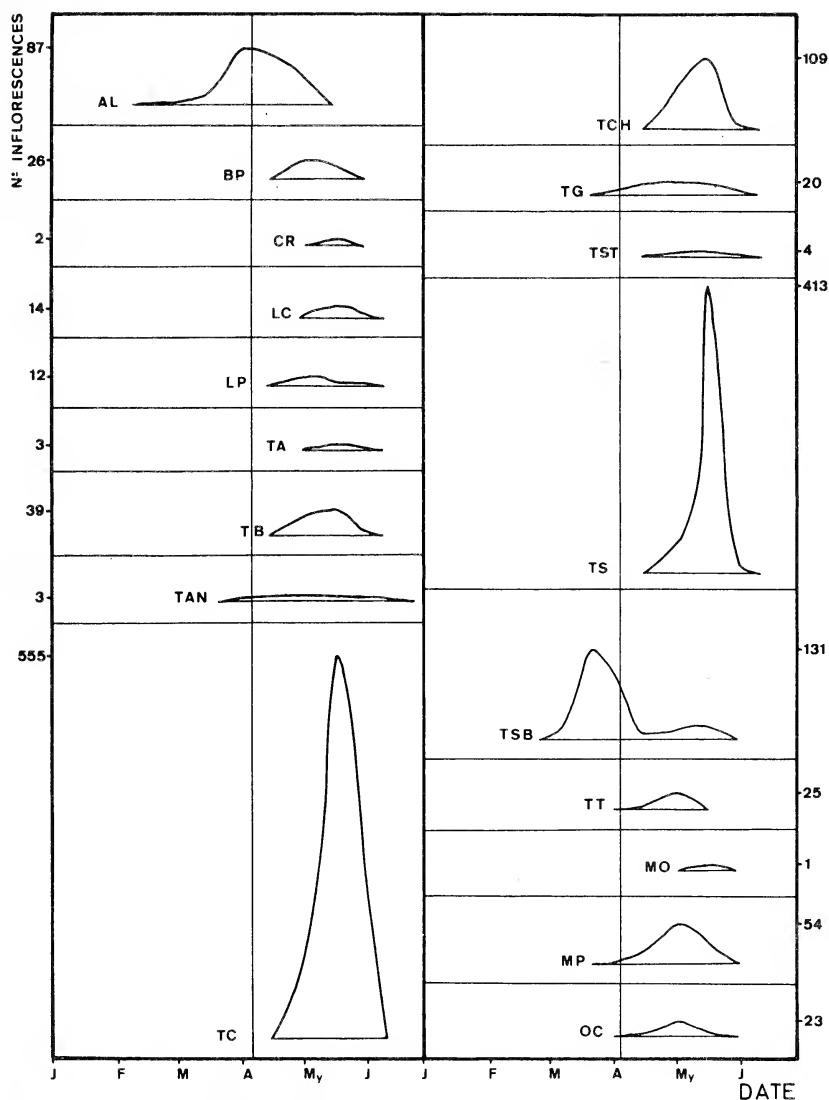 Nº INFLORESCENCES
87
AL
26
BP
2
CR
14
LC
12
LP
3
TA
39
TB
3
TAN
555
TC
J F M A My J
TCH
109
TG
20
TST
4
413
TS
131
TSB
TT
25
MO
1
54
MP
23
OC
J F M A My J
DATE